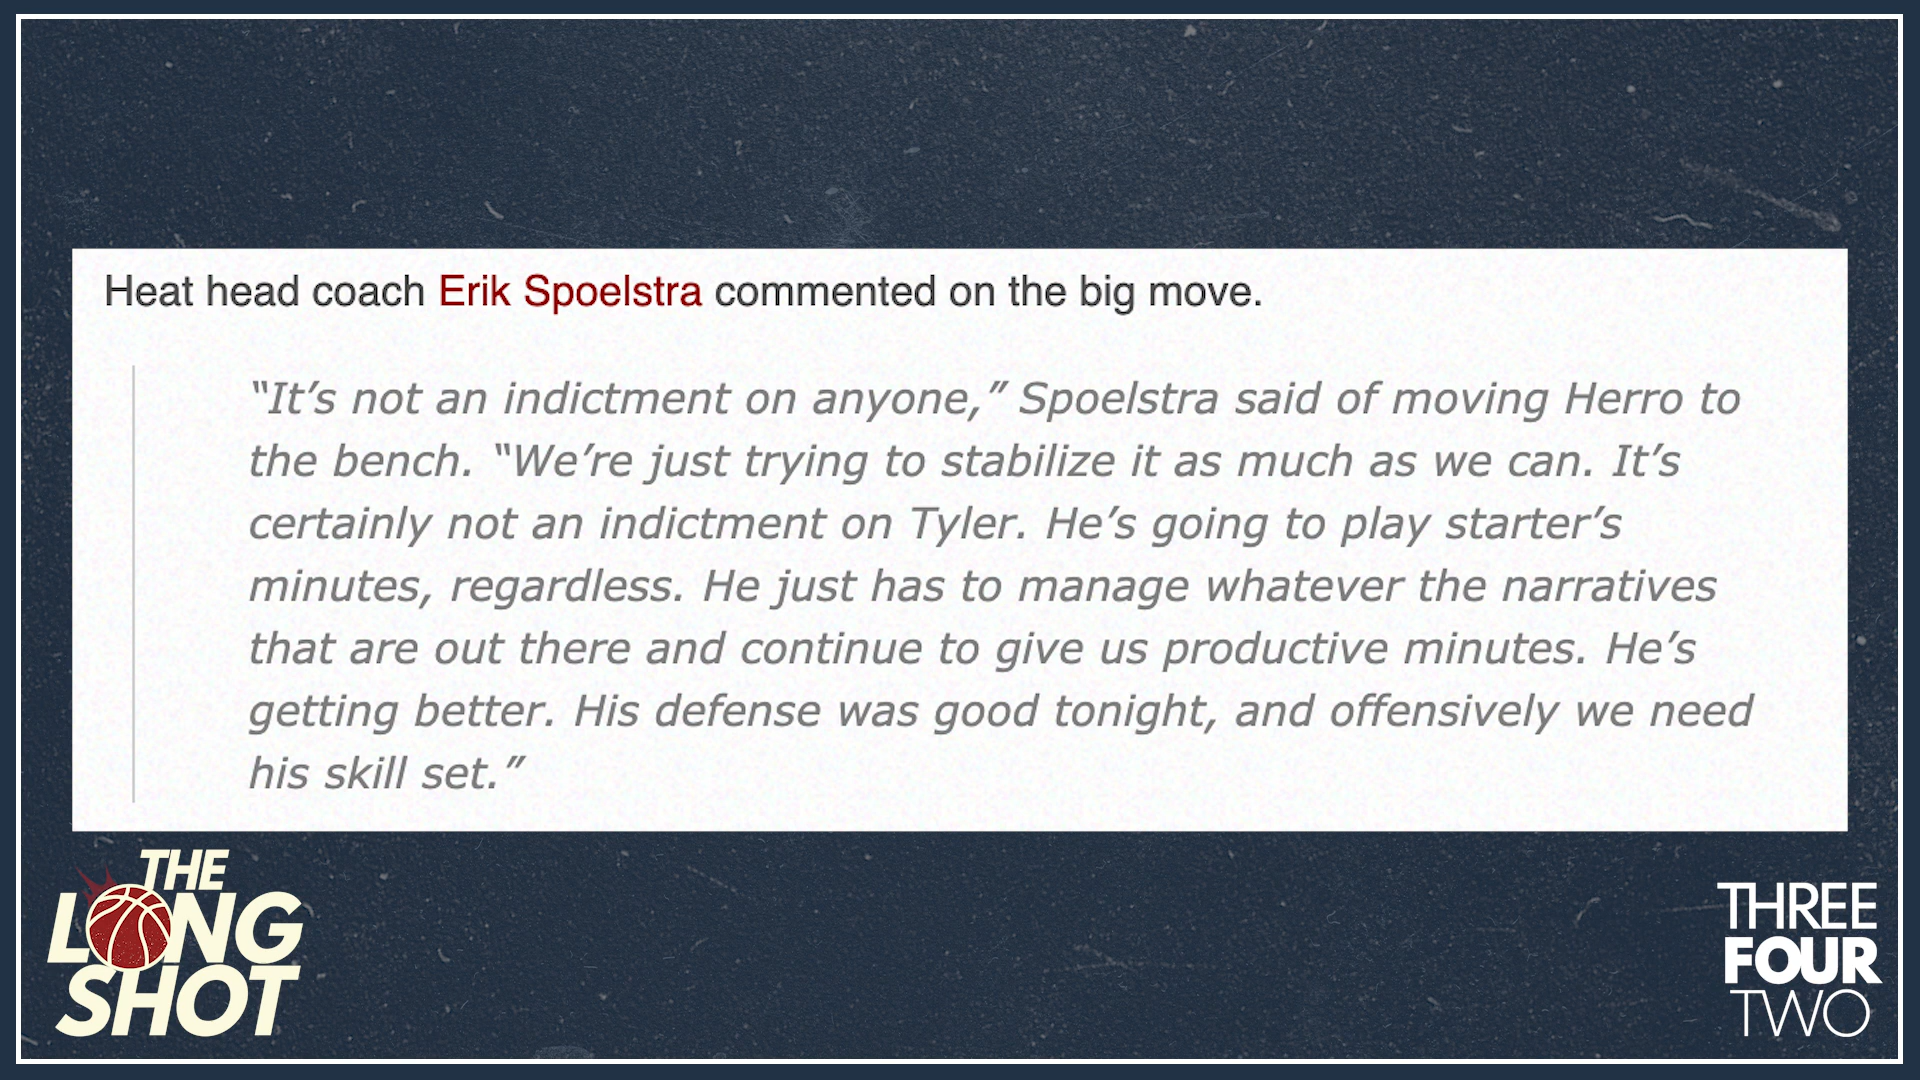 Heat head coach Erik Spoelstra commented on the big move.
“It’s not an indictment on anyone,” Spoelstra said of moving Herro to
the bench. “We’re just trying to stabilize it as much as we can. It’s
certainly not an indictment on Tyler. He’s going to play starter’s
minutes, regardless. He just has to manage whatever the narratives
that are out there and continue to give us productive minutes. He’s
getting better. His defense was good tonight, and offensively we need
his skill set.”
THE
LONG
SHOT
THREE
FOUR
TWO